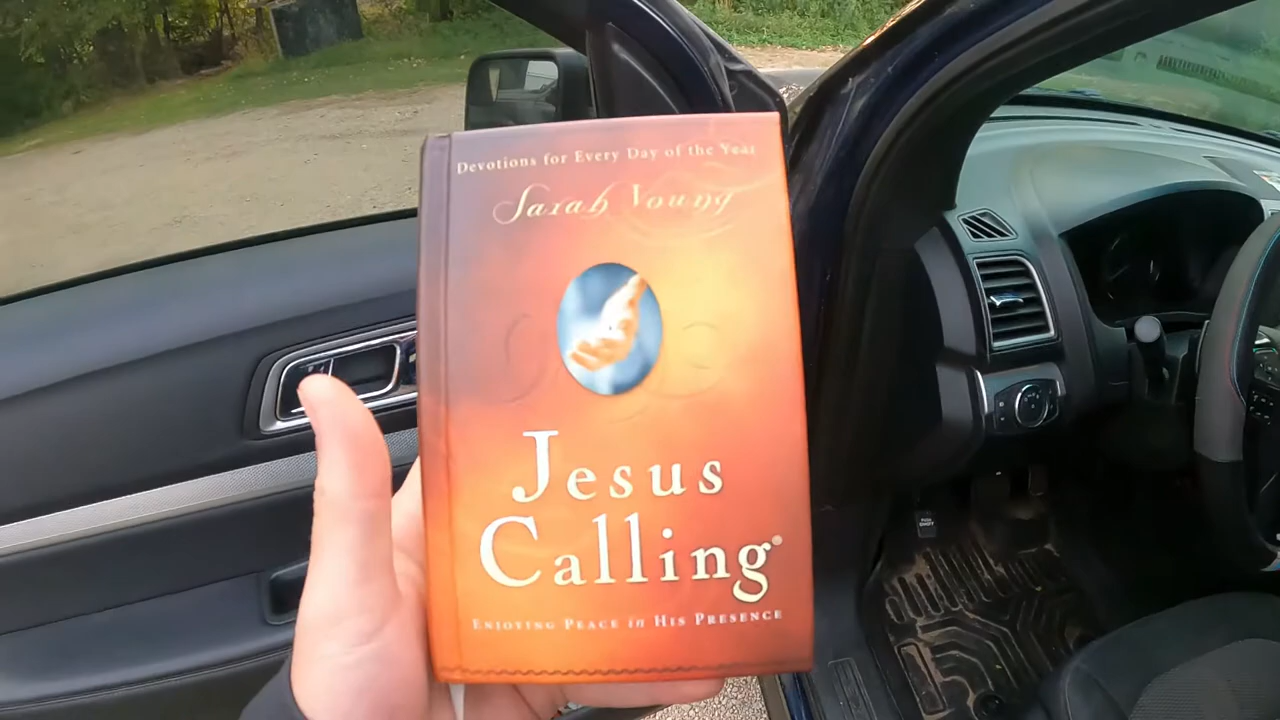 Devotions for Every Day of the Year
Sarah Young
Jesus
Calling®
Enjoying Peace in His Presence